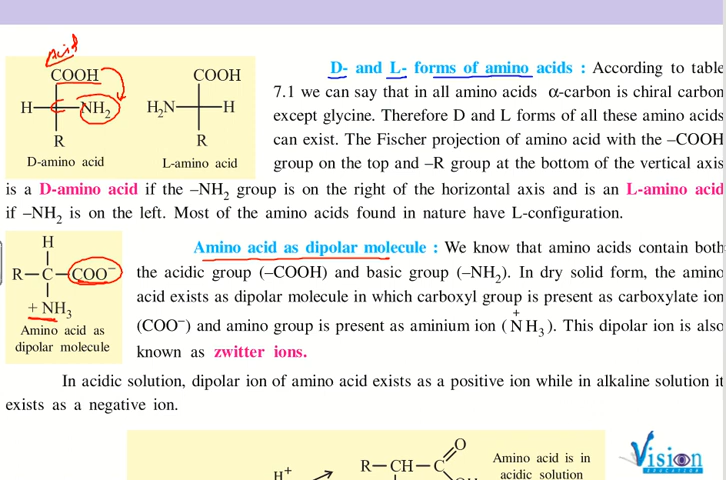 Acid
COOH COOH
H C NH₂ H₂N H
R R
D-amino acid L-amino acid
D- and L- forms of amino acids : According to table
7.1 we can say that in all amino acids α-carbon is chiral carbon
except glycine. Therefore D and L forms of all these amino acids
can exist. The Fischer projection of amino acid with the –COOH
group on the top and –R group at the bottom of the vertical axis
is a D-amino acid if the –NH₂ group is on the right of the horizontal axis and is an L-amino acid
if –NH₂ is on the left. Most of the amino acids found in nature have L-configuration.
H
R–C–COO⁻
+ NH₃
Amino acid as
dipolar molecule
Amino acid as dipolar molecule : We know that amino acids contain both
the acidic group (–COOH) and basic group (–NH₂). In dry solid form, the amino
acid exists as dipolar molecule in which carboxyl group is present as carboxylate ion
+
(COO⁻) and amino group is present as aminium ion ( NH₃ ). This dipolar ion is also
known as zwitter ions.
In acidic solution, dipolar ion of amino acid exists as a positive ion while in alkaline solution it
exists as a negative ion.
O
R–CH–C
H⁺
Amino acid is in
acidic solution
Vision
EDUCATION